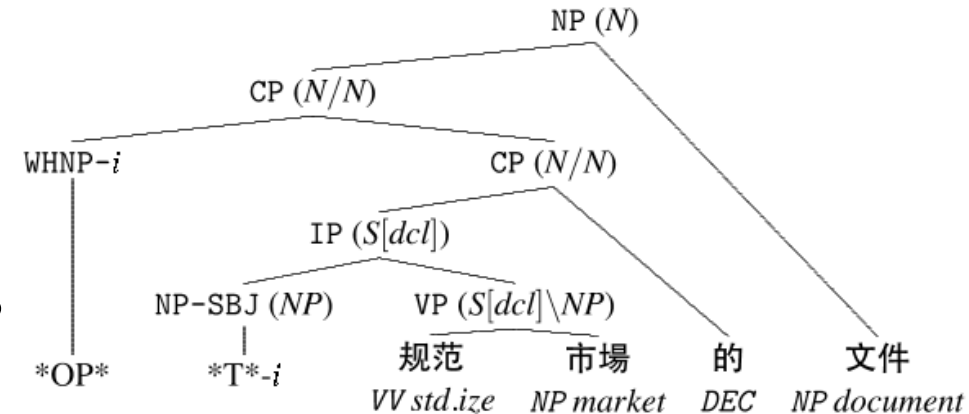 NP (N)
CP (N/N)
WHNP-i CP (N/N)
IP (S[dcl])
NP-SBJ (NP) VP (S[dcl]\NP)
*OP* *T*-i 规范 市場 的 文件
VV std.ize NP market DEC NP document